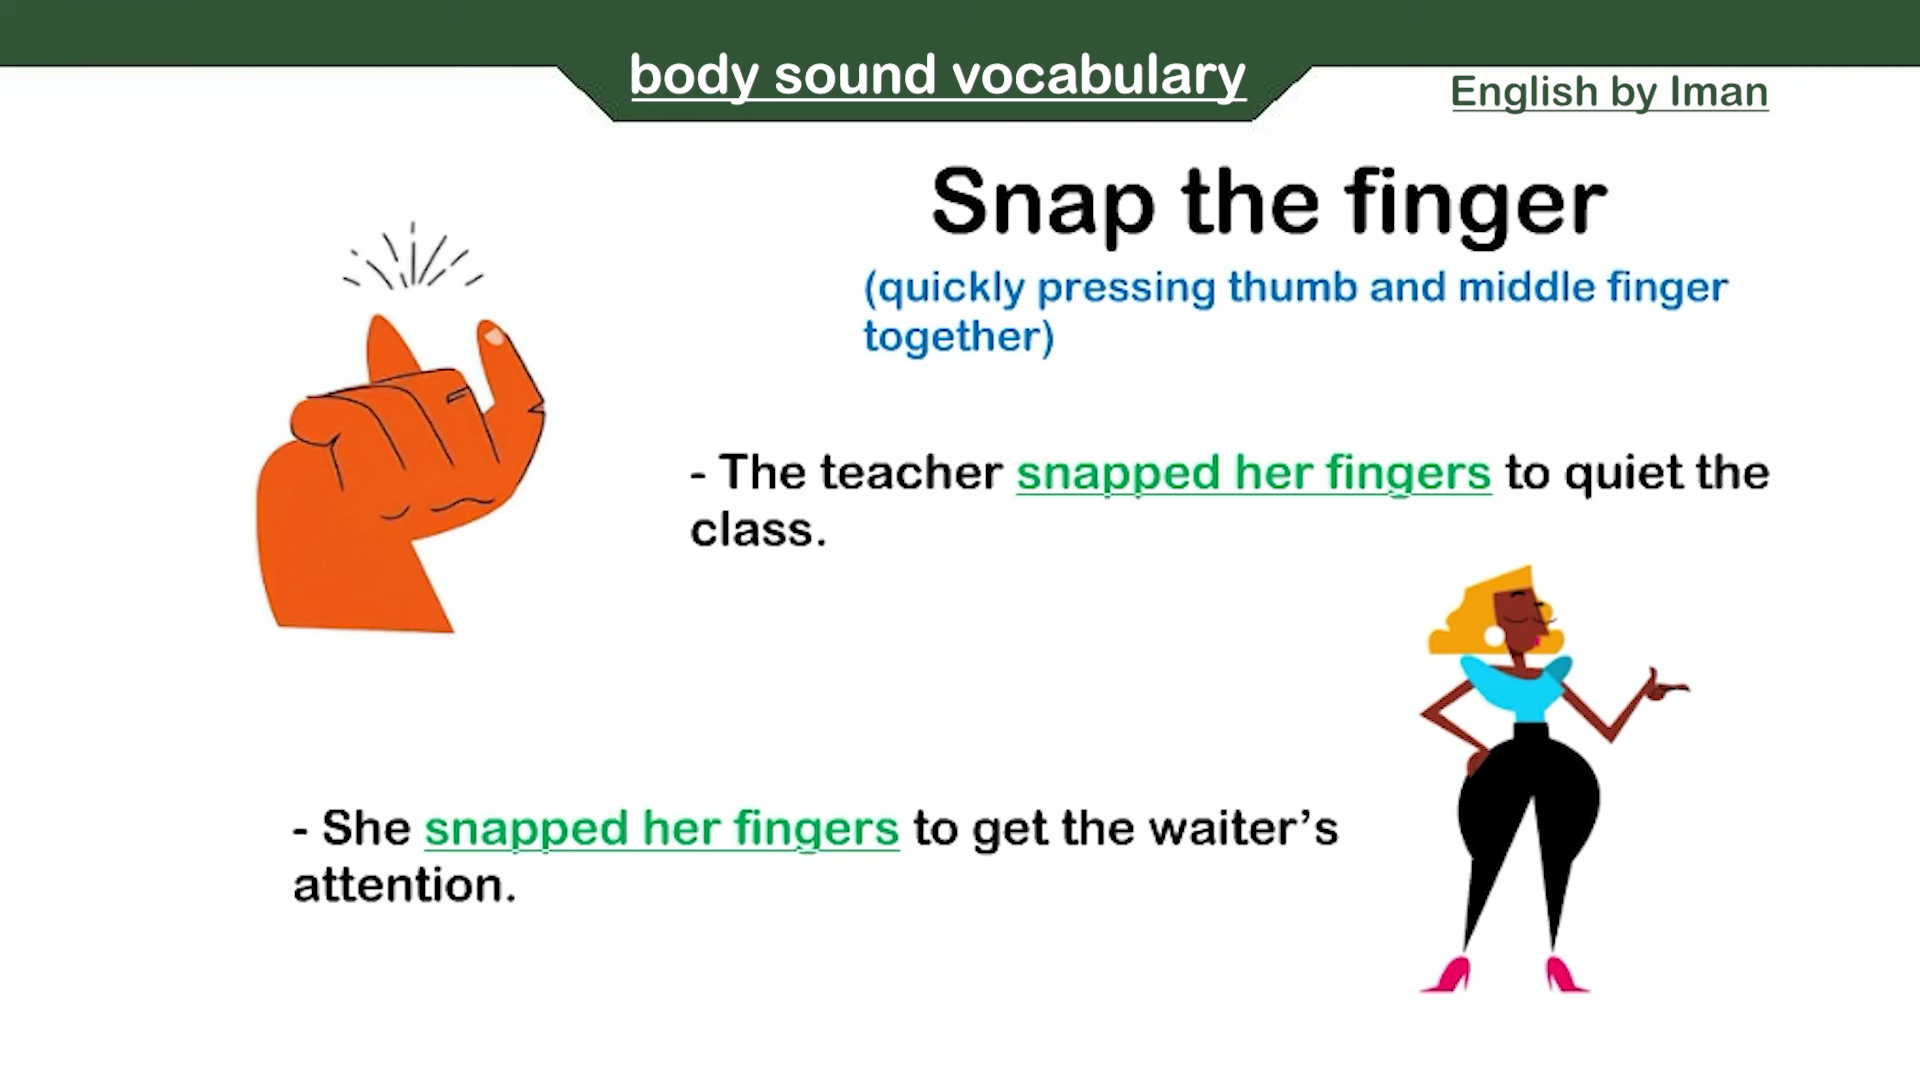 body sound vocabulary
English by Iman
Snap the finger
(quickly pressing thumb and middle finger
together)
- The teacher snapped her fingers to quiet the
class.
- She snapped her fingers to get the waiter’s
attention.